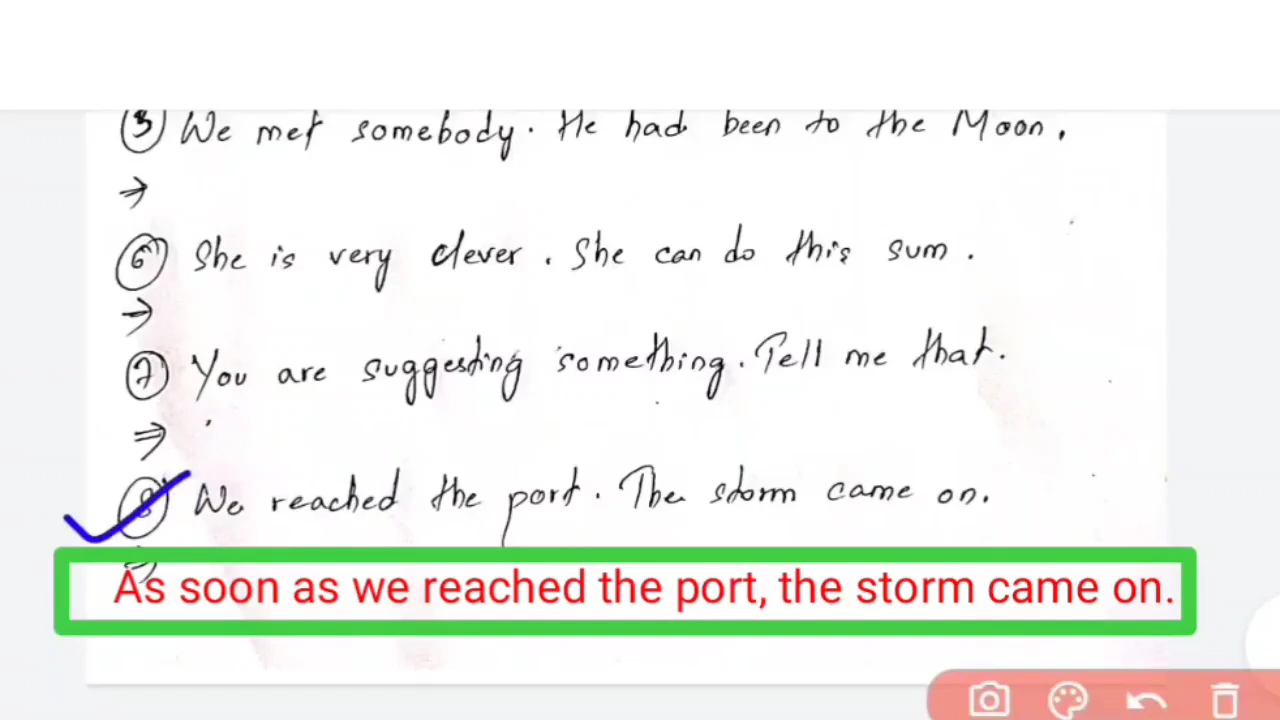 (5) We met somebody. He had been to the Moon.
⇒
(6) She is very clever. She can do this sum.
⇒
(7) You are suggesting something. Tell me that.
⇒
(8) We reached the port. The storm came on.
⇒
As soon as we reached the port, the storm came on.